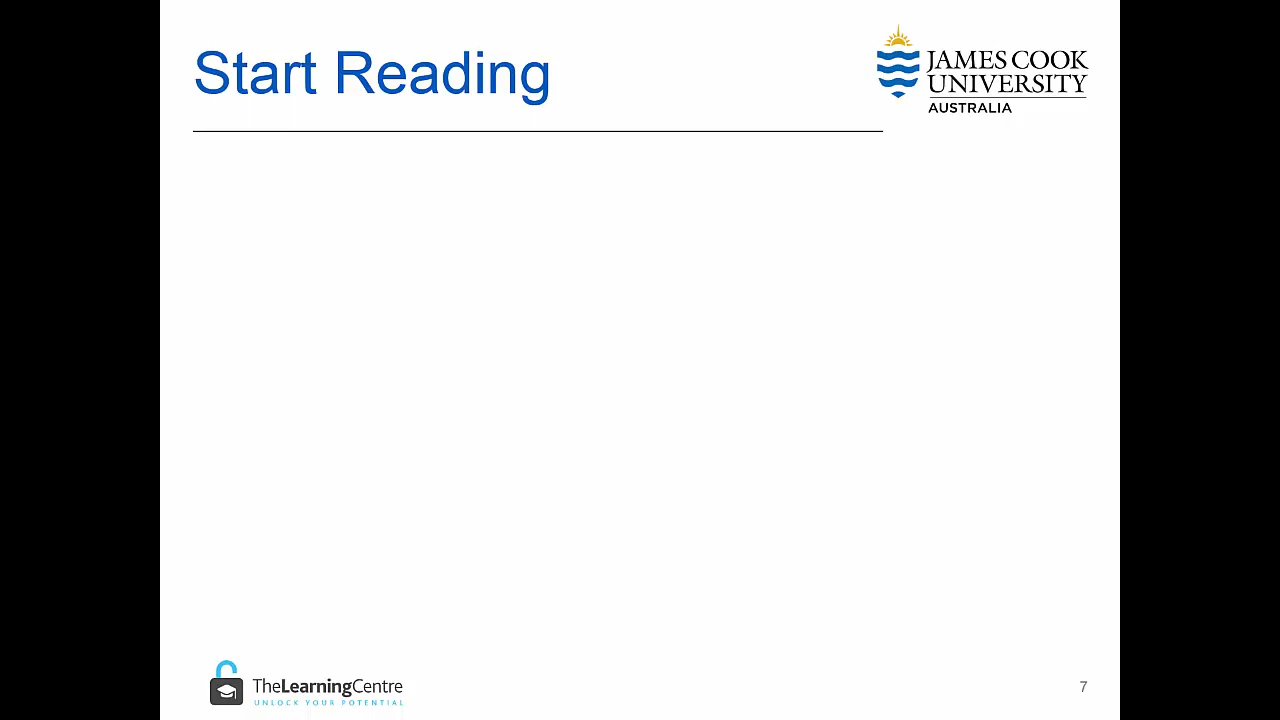 Start Reading
JAMES COOK
UNIVERSITY
AUSTRALIA
TheLearningCentre
UNLOCK YOUR POTENTIAL
7